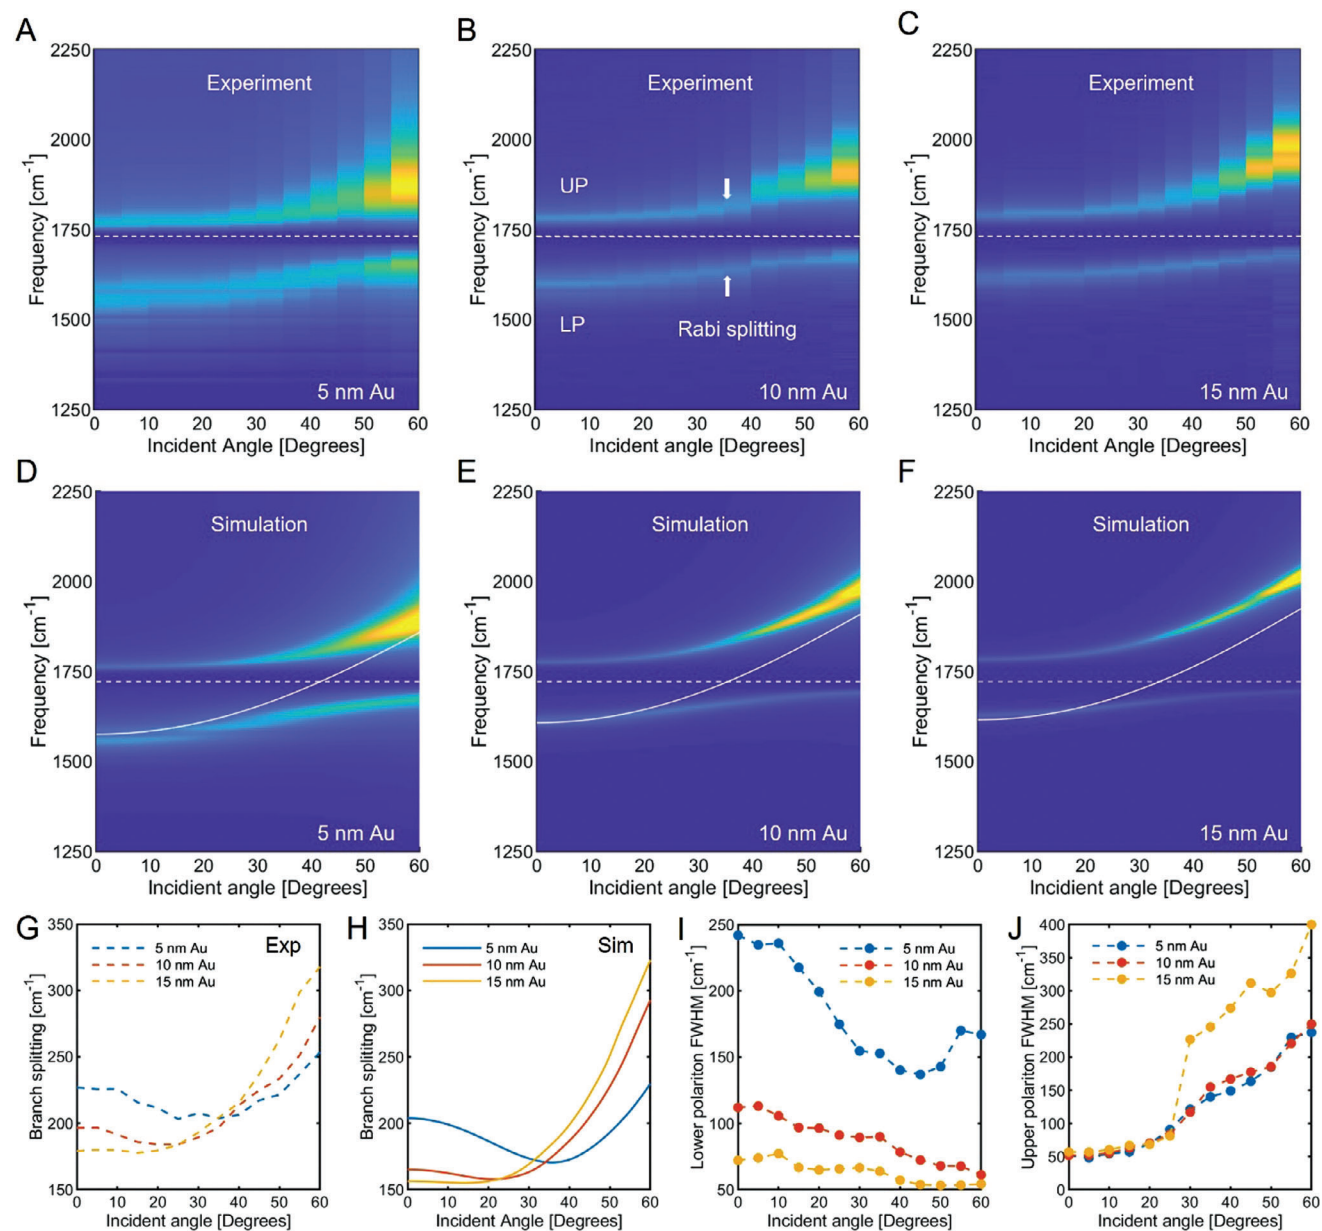 A
B
C
2250
2000
1750
1500
1250
Frequency [cm⁻¹]
Experiment
5 nm Au
0 10 20 30 40 50 60
Incident Angle [Degrees]
2250
2000
1750
1500
1250
Frequency [cm⁻¹]
Experiment
UP
LP
Rabi splitting
10 nm Au
0 10 20 30 40 50 60
Incident angle [Degrees]
2250
2000
1750
1500
1250
Frequency [cm⁻¹]
Experiment
15 nm Au
0 10 20 30 40 50 60
Incident angle [Degrees]
D
E
F
2250
2000
1750
1500
1250
Frequency [cm⁻¹]
Simulation
5 nm Au
0 10 20 30 40 50 60
Incidient angle [Degrees]
2250
2000
1750
1500
1250
Frequency [cm⁻¹]
Simulation
10 nm Au
0 10 20 30 40 50 60
Incidient angle [Degrees]
2250
2000
1750
1500
1250
Frequency [cm⁻¹]
Simulation
15 nm Au
0 10 20 30 40 50 60
Incidient angle [Degrees]
G
350
300
250
200
150
Branch splitting [cm⁻¹]
5 nm Au
10 nm Au
15 nm Au
Exp
0 10 20 30 40 50 60
Incident angle [Degrees]
H
350
300
250
200
150
Branch splitiitng [cm⁻¹]
5 nm Au
10 nm Au
15 nm Au
Sim
0 10 20 30 40 50 60
Incident Angle [Degrees]
I
250
200
150
100
50
Lower polariton FWHM [cm⁻¹]
5 nm Au
10 nm Au
15 nm Au
0 10 20 30 40 50 60
Incident angle [Degrees]
J
400
350
300
250
200
150
100
50
0
Upper polariton FWHM [cm⁻¹]
5 nm Au
10 nm Au
15 nm Au
0 10 20 30 40 50 60
Incident angle [Degrees]